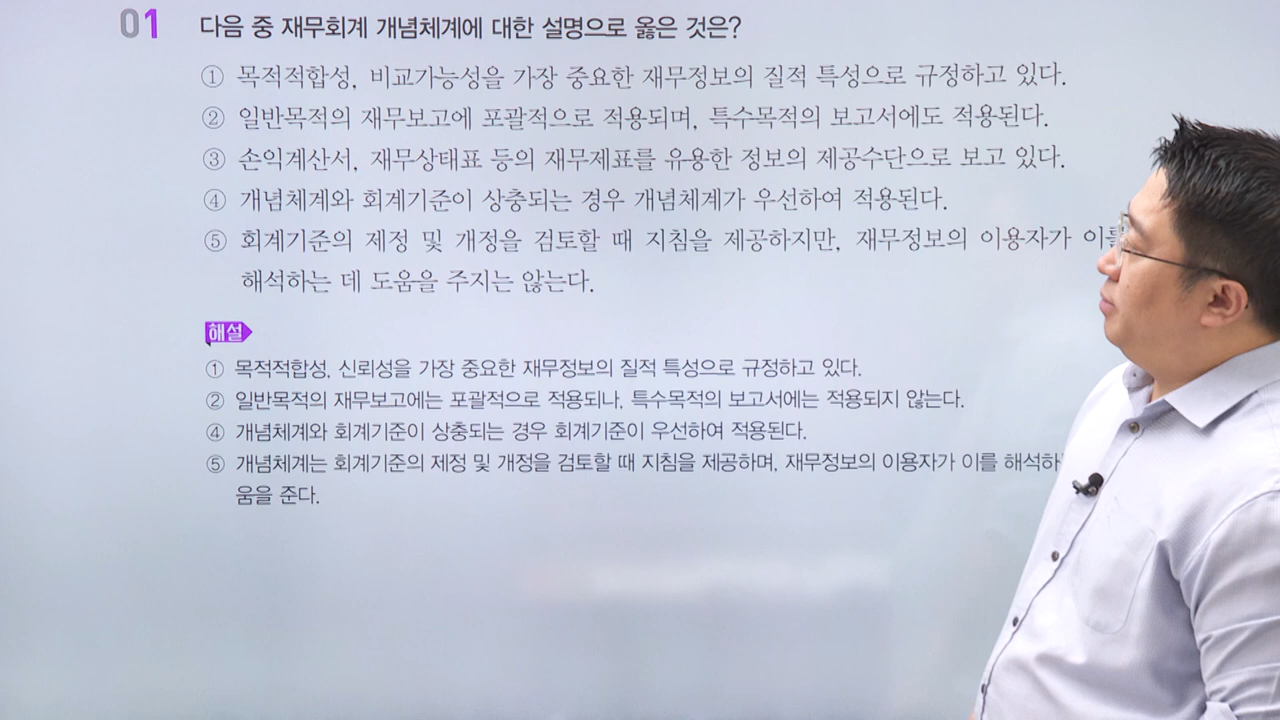 01 다음 중 재무회계 개념체계에 대한 설명으로 옳은 것은?
① 목적적합성, 비교가능성을 가장 중요한 재무정보의 질적 특성으로 규정하고 있다.
② 일반목적의 재무보고에 포괄적으로 적용되며, 특수목적의 보고서에도 적용된다.
③ 손익계산서, 재무상태표 등의 재무제표를 유용한 정보의 제공수단으로 보고 있다.
④ 개념체계와 회계기준이 상충되는 경우 개념체계가 우선하여 적용된다.
⑤ 회계기준의 제정 및 개정을 검토할 때 지침을 제공하지만, 재무정보의 이용자가
해석하는 데 도움을 주지는 않는다.
해설
① 목적적합성, 신뢰성을 가장 중요한 재무정보의 질적 특성으로 규정하고 있다.
② 일반목적의 재무보고에는 포괄적으로 적용되나, 특수목적의 보고서에는 적용되지 않는다.
④ 개념체계와 회계기준이 상충되는 경우 회계기준이 우선하여 적용된다.
⑤ 개념체계는 회계기준의 제정 및 개정을 검토할 때 지침을 제공하며, 재무정보의 이용자가 이를 해석하
움을 준다.